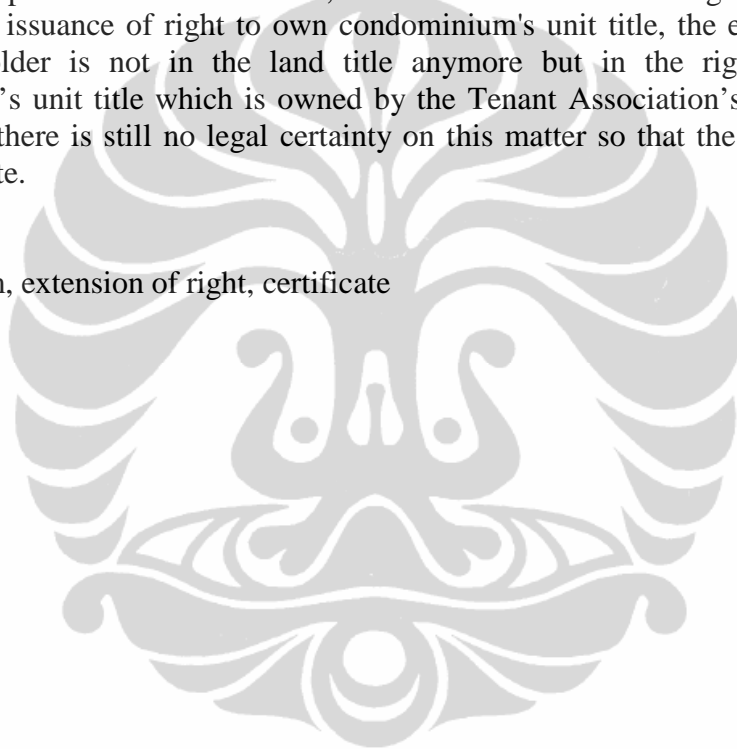 issuance of right to own condominium's unit title, the e
older is not in the land title anymore but in the rig
's unit title which is owned by the Tenant Association's
there is still no legal certainty on this matter so that the
te.
n, extension of right, certificate